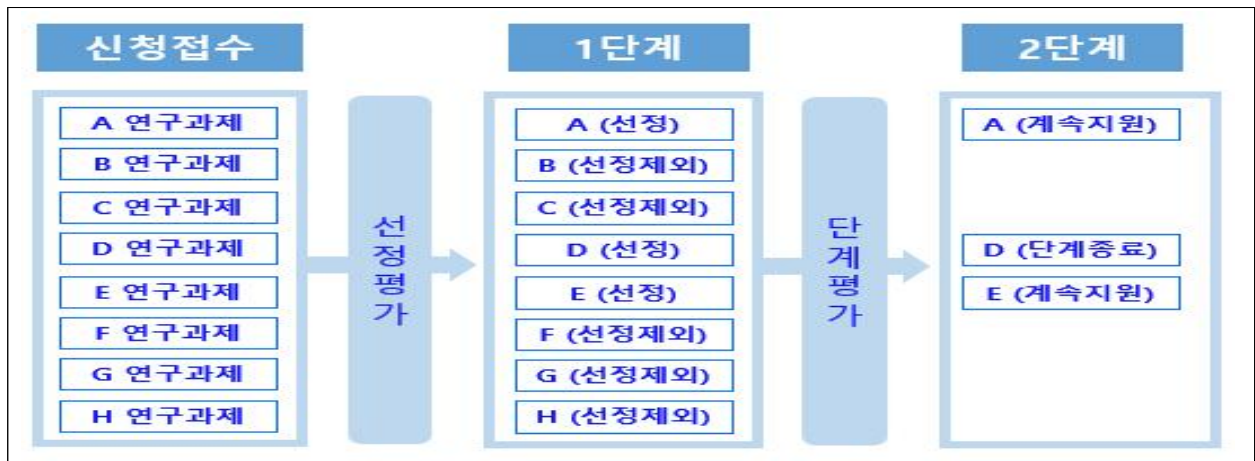 신청접수
A 연구과제
B 연구과제
C 연구과제
D 연구과제
E 연구과제
F 연구과제
G 연구과제
H 연구과제
선정평가
1단계
A (선정)
B (선정제외)
C (선정제외)
D (선정)
E (선정)
F (선정제외)
G (선정제외)
H (선정제외)
단계평가
2단계
A (계속지원)
D (단계종료)
E (계속지원)